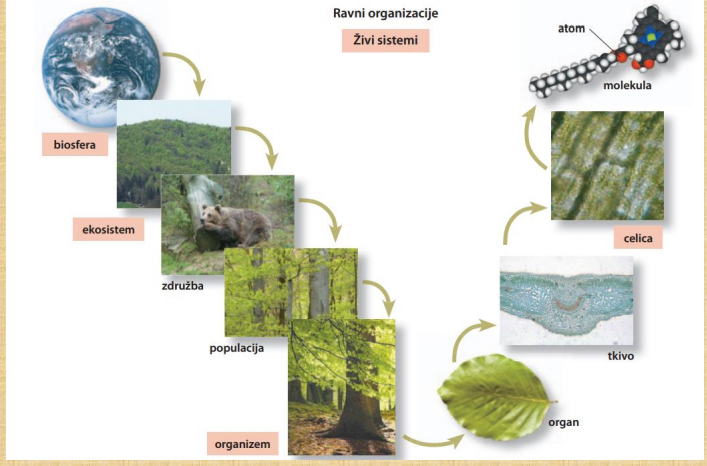 Ravni organizacije
Živi sistemi
biosfera
ekosistem
združba
populacija
organizem
organ
tkivo
celica
molekula
atom